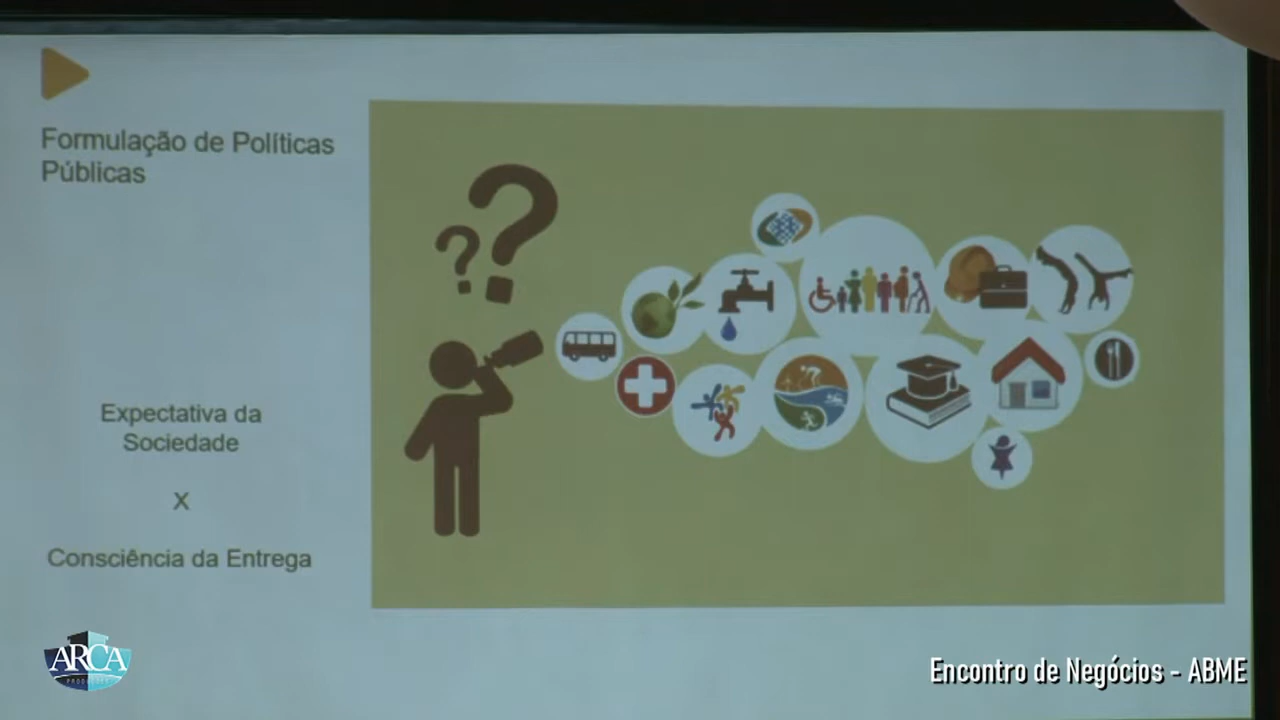 Formulação de Políticas
Públicas
??
Expectativa da
Sociedade
X
Consciência da Entrega
ARCA
Encontro de Negócios - ABME